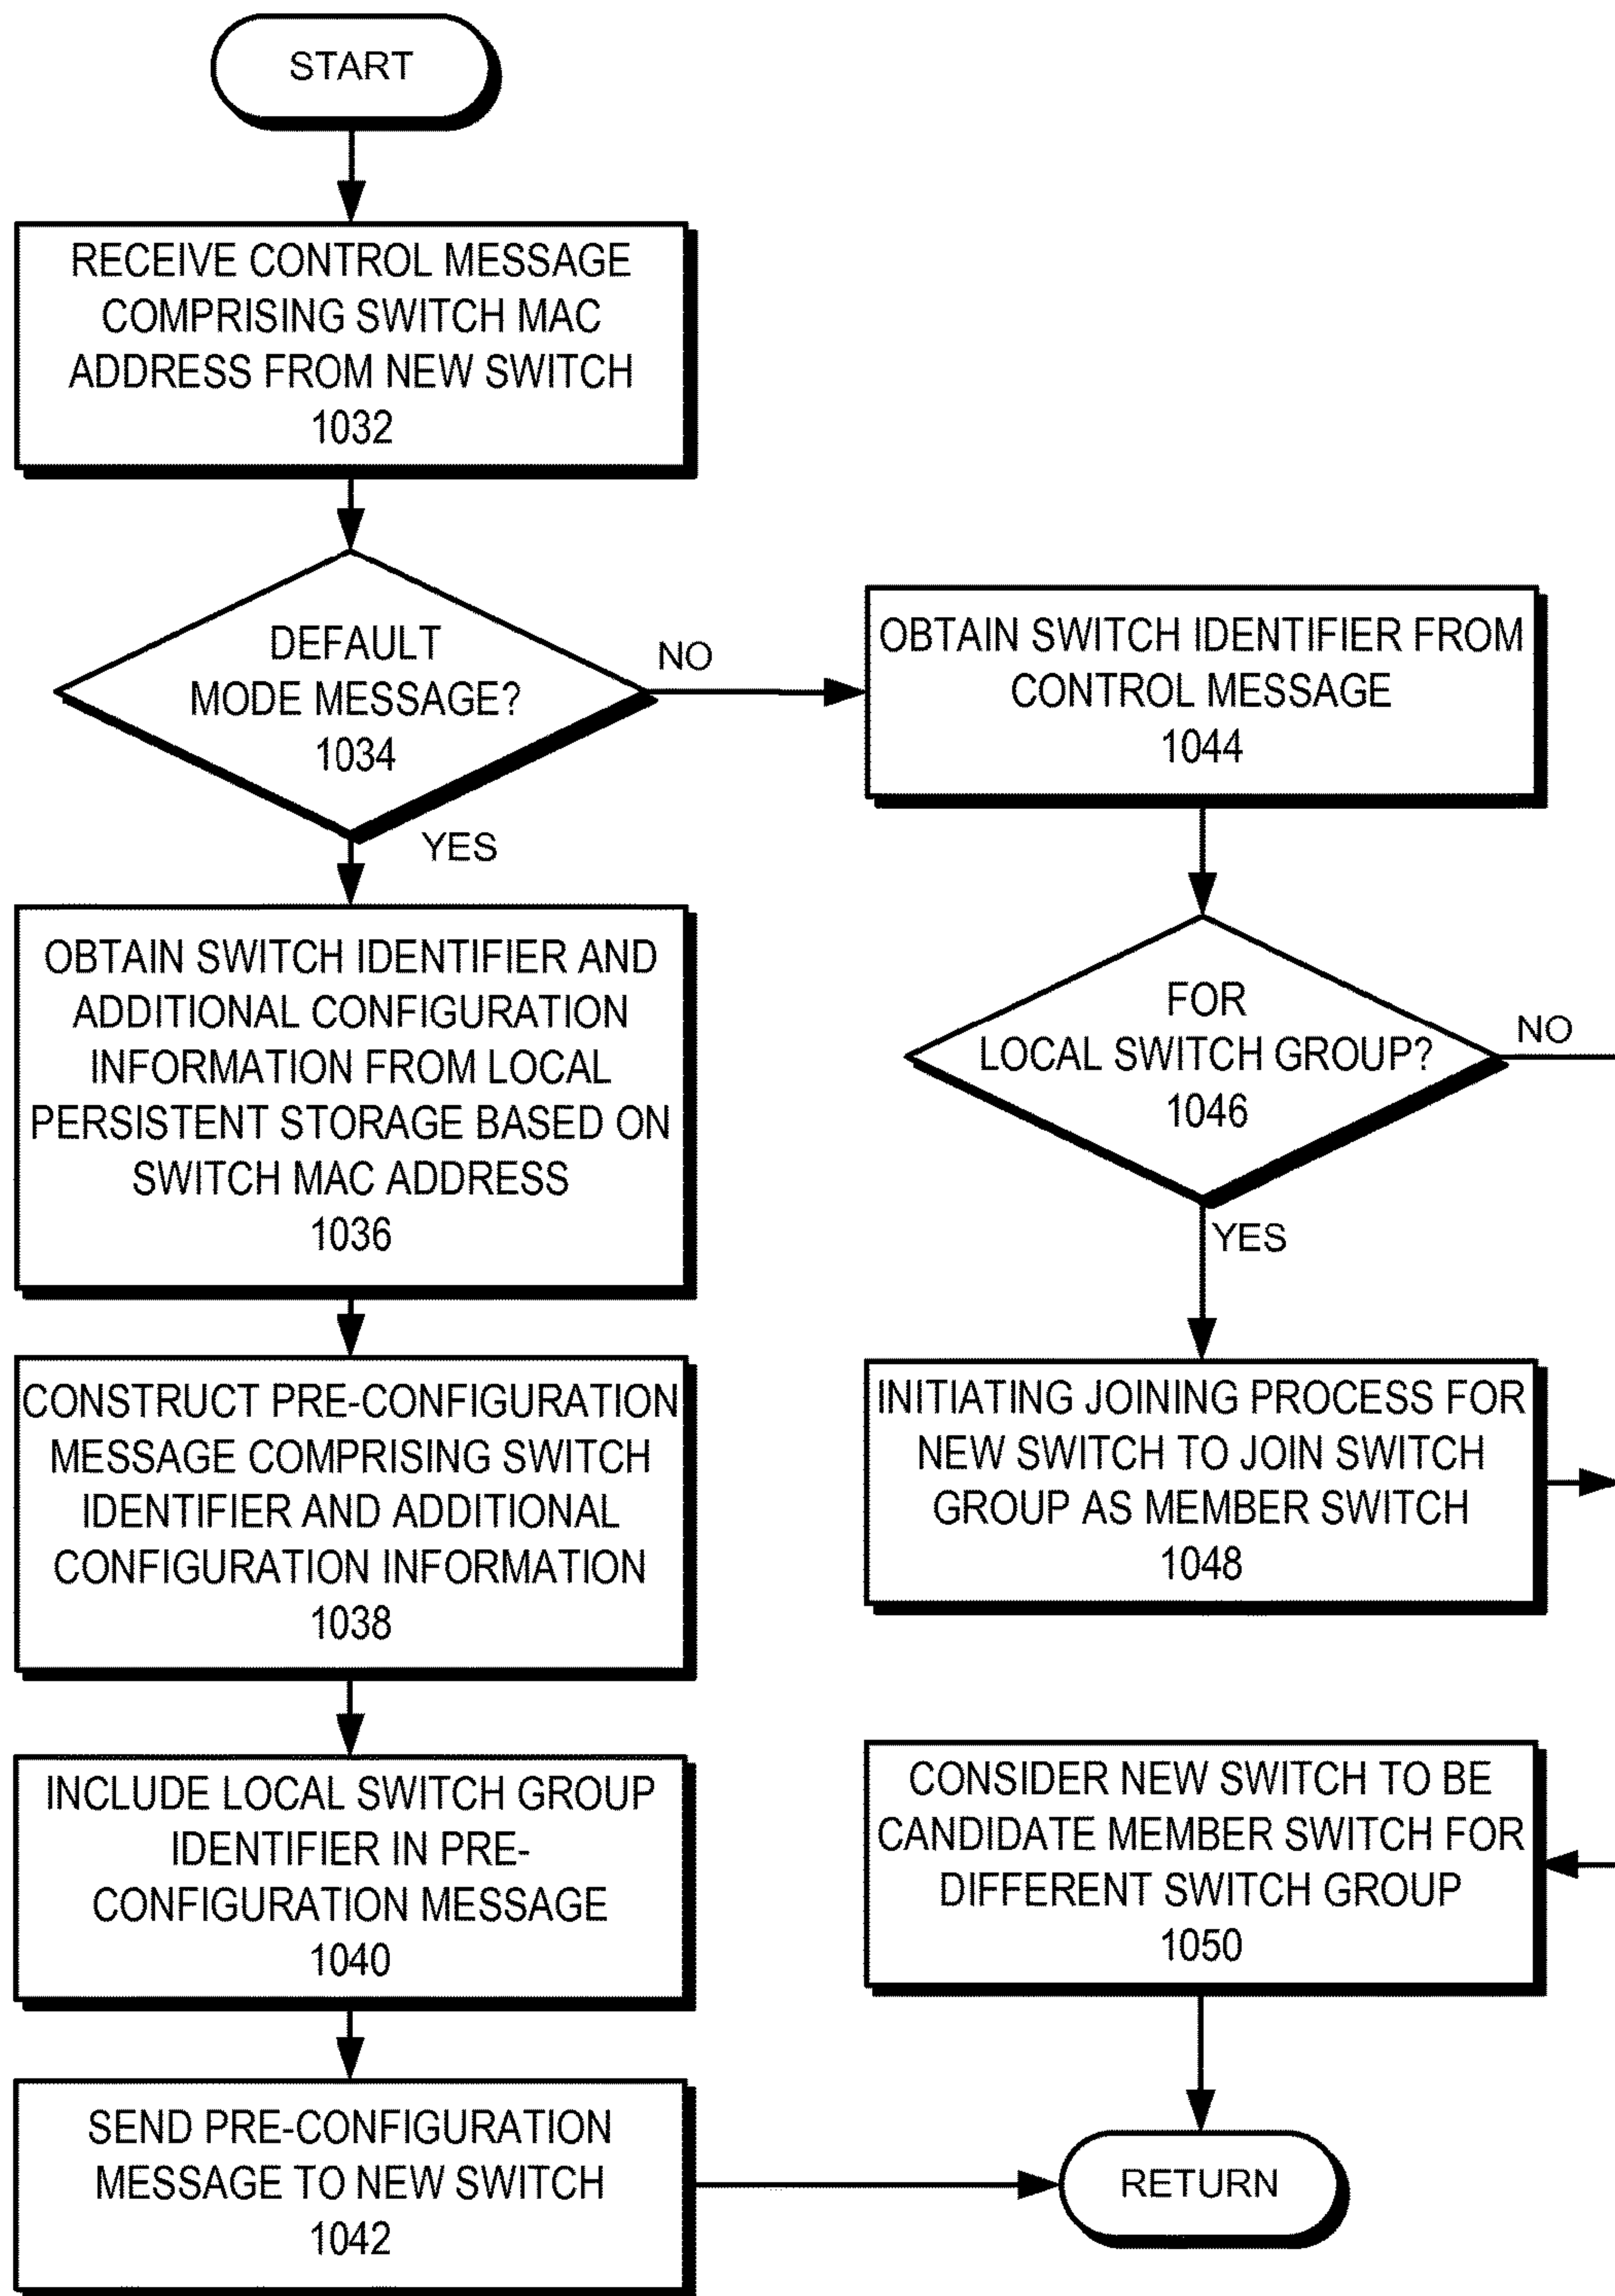 START
RECEIVE CONTROL MESSAGE
COMPRISING SWITCH MAC
ADDRESS FROM NEW SWITCH
1032
DEFAULT
MODE MESSAGE?
1034
NO
YES
OBTAIN SWITCH IDENTIFIER AND
ADDITIONAL CONFIGURATION
INFORMATION FROM LOCAL
PERSISTENT STORAGE BASED ON
SWITCH MAC ADDRESS
1036
CONSTRUCT PRE-CONFIGURATION
MESSAGE COMPRISING SWITCH
IDENTIFIER AND ADDITIONAL
CONFIGURATION INFORMATION
1038
INCLUDE LOCAL SWITCH GROUP
IDENTIFIER IN PRE-
CONFIGURATION MESSAGE
1040
SEND PRE-CONFIGURATION
MESSAGE TO NEW SWITCH
1042
OBTAIN SWITCH IDENTIFIER FROM
CONTROL MESSAGE
1044
FOR
LOCAL SWITCH GROUP?
1046
NO
YES
INITIATING JOINING PROCESS FOR
NEW SWITCH TO JOIN SWITCH
GROUP AS MEMBER SWITCH
1048
CONSIDER NEW SWITCH TO BE
CANDIDATE MEMBER SWITCH FOR
DIFFERENT SWITCH GROUP
1050
RETURN